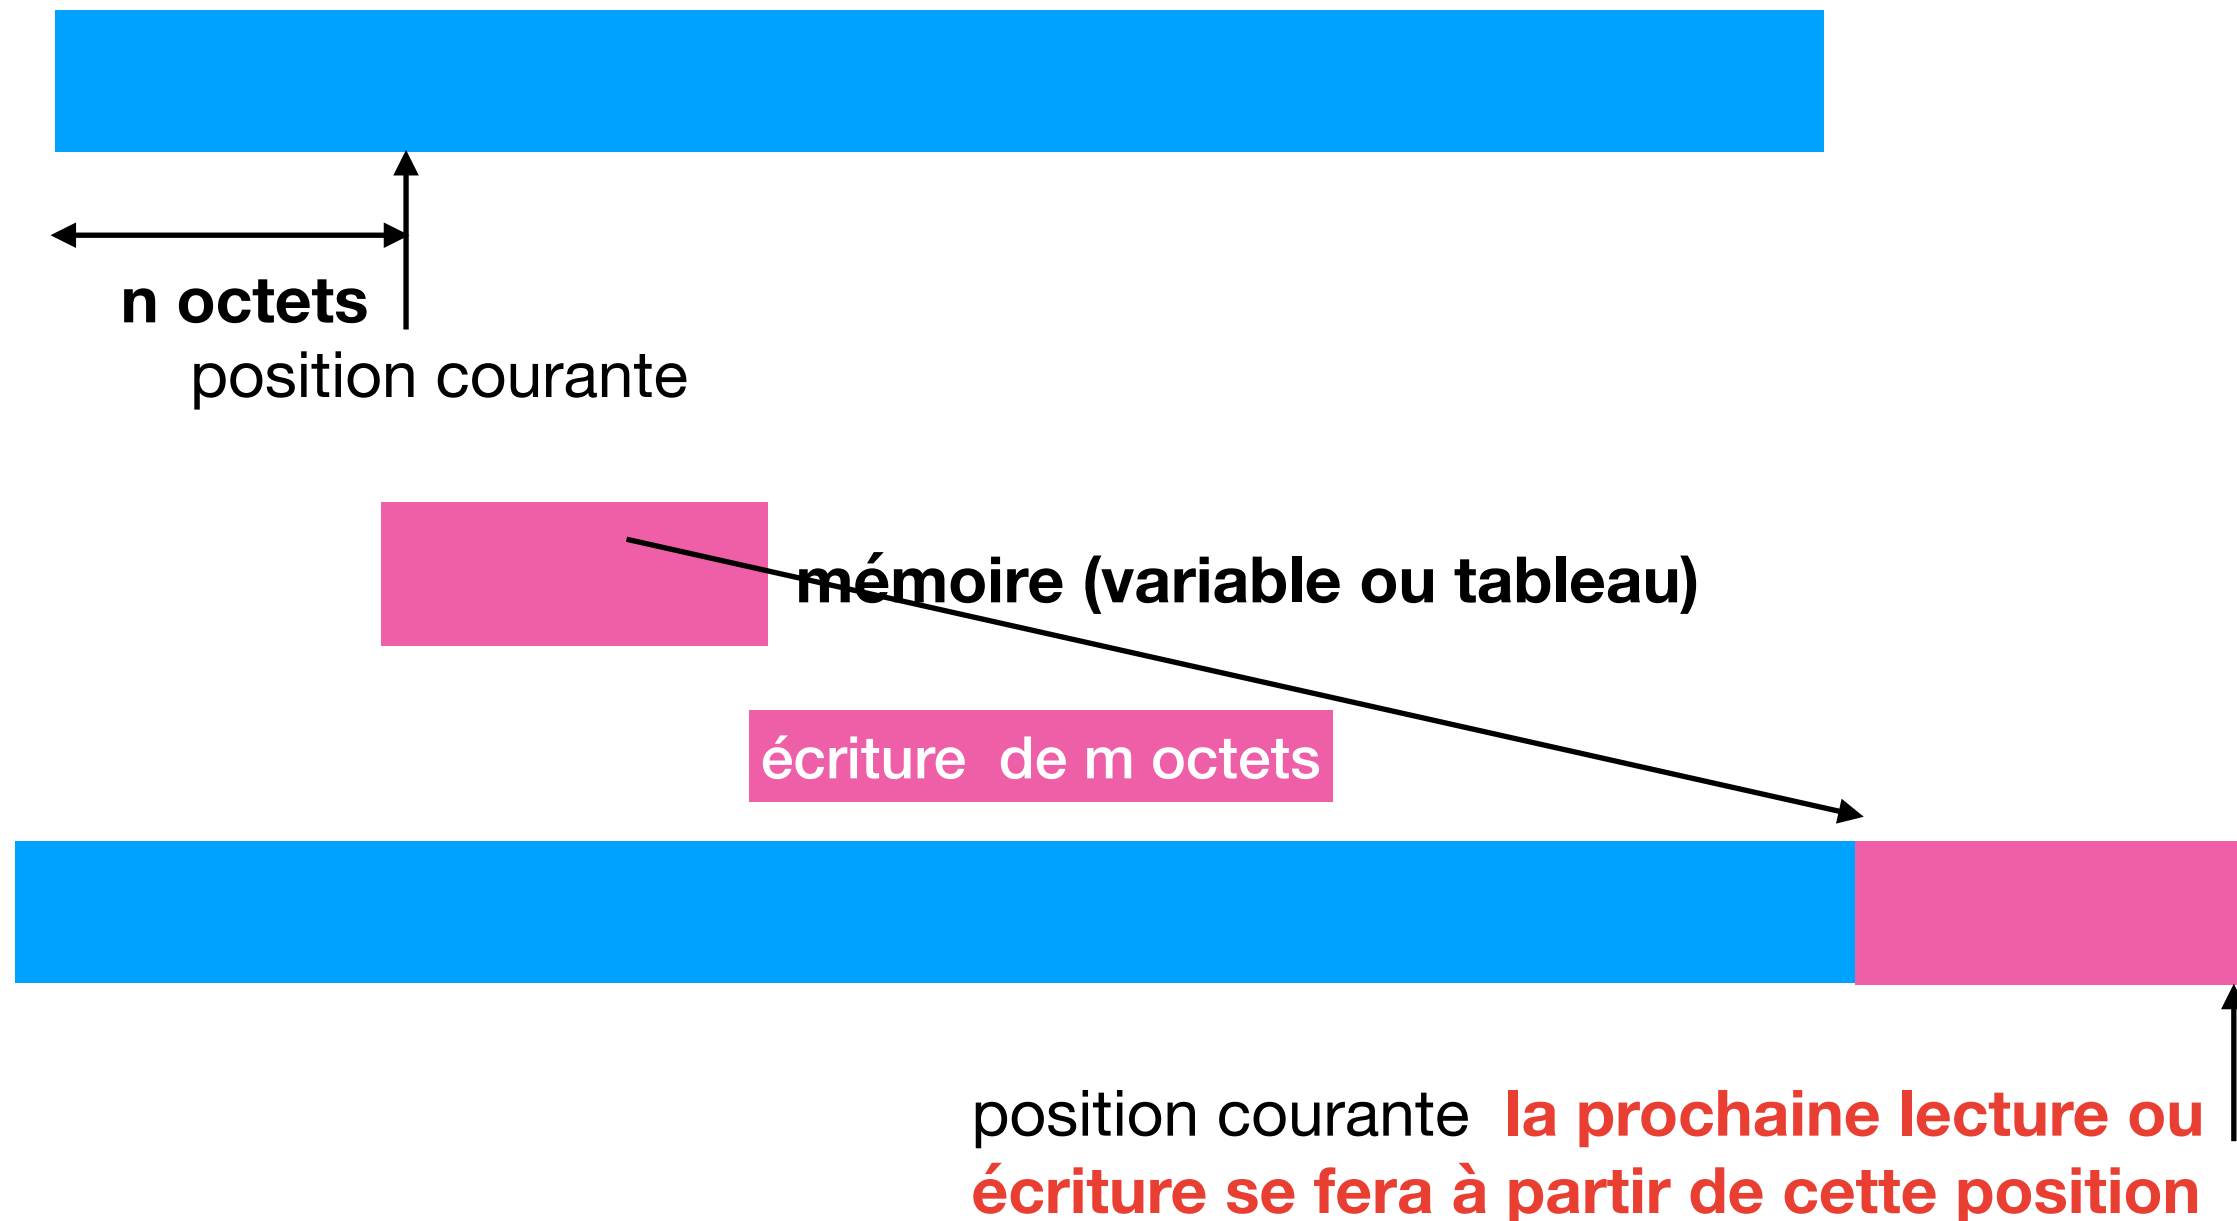 n octets
position courante
mémoire (variable ou tableau)
écriture  de m octets
position courante  la prochaine lecture ou
écriture se fera à partir de cette position